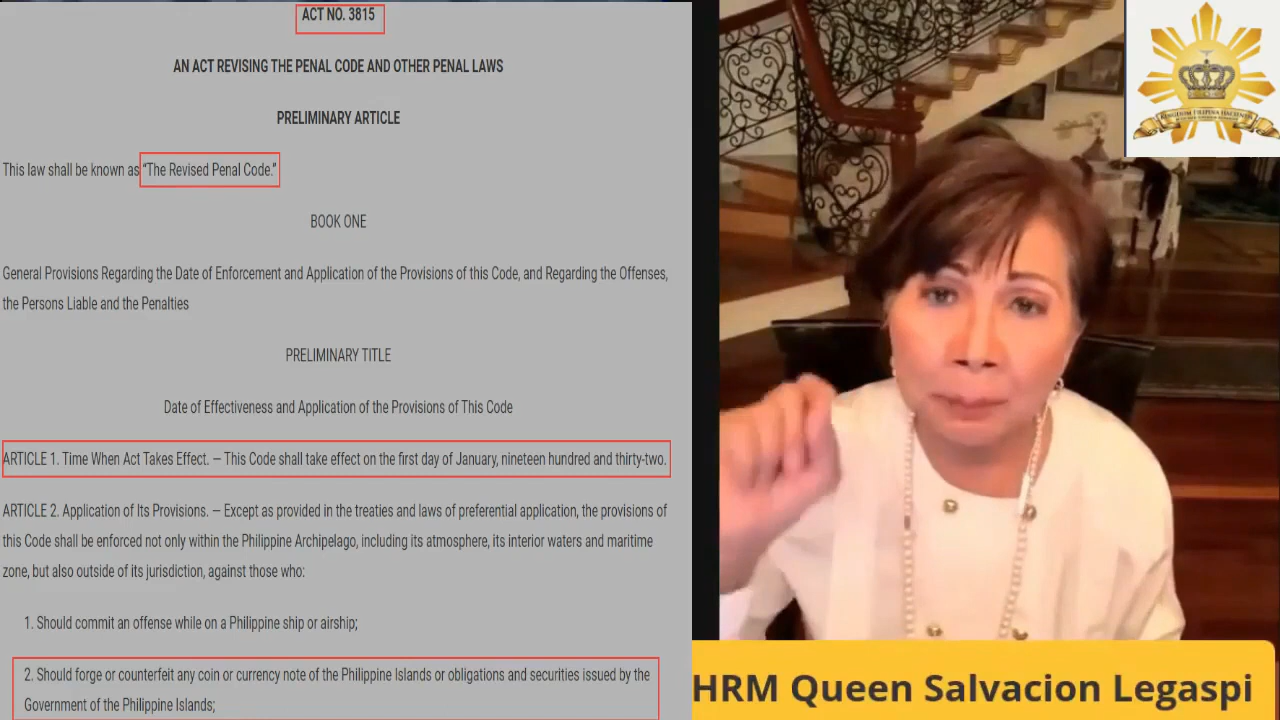 ACT NO. 3815
AN ACT REVISING THE PENAL CODE AND OTHER PENAL LAWS
PRELIMINARY ARTICLE
This law shall be known as “The Revised Penal Code.”
BOOK ONE
General Provisions Regarding the Date of Enforcement and Application of the Provisions of this Code, and Regarding the Offenses,
the Persons Liable and the Penalties
PRELIMINARY TITLE
Date of Effectiveness and Application of the Provisions of This Code
ARTICLE 1. Time When Act Takes Effect. — This Code shall take effect on the first day of January, nineteen hundred and thirty-two.
ARTICLE 2. Application of Its Provisions. — Except as provided in the treaties and laws of preferential application, the provisions of
this Code shall be enforced not only within the Philippine Archipelago, including its atmosphere, its interior waters and maritime
zone, but also outside of its jurisdiction, against those who:
1. Should commit an offense while on a Philippine ship or airship;
2. Should forge or counterfeit any coin or currency note of the Philippine Islands or obligations and securities issued by the
Government of the Philippine Islands;
KINGDOM FILIPINA HACIENDA
HRM Queen Salvacion Legaspi